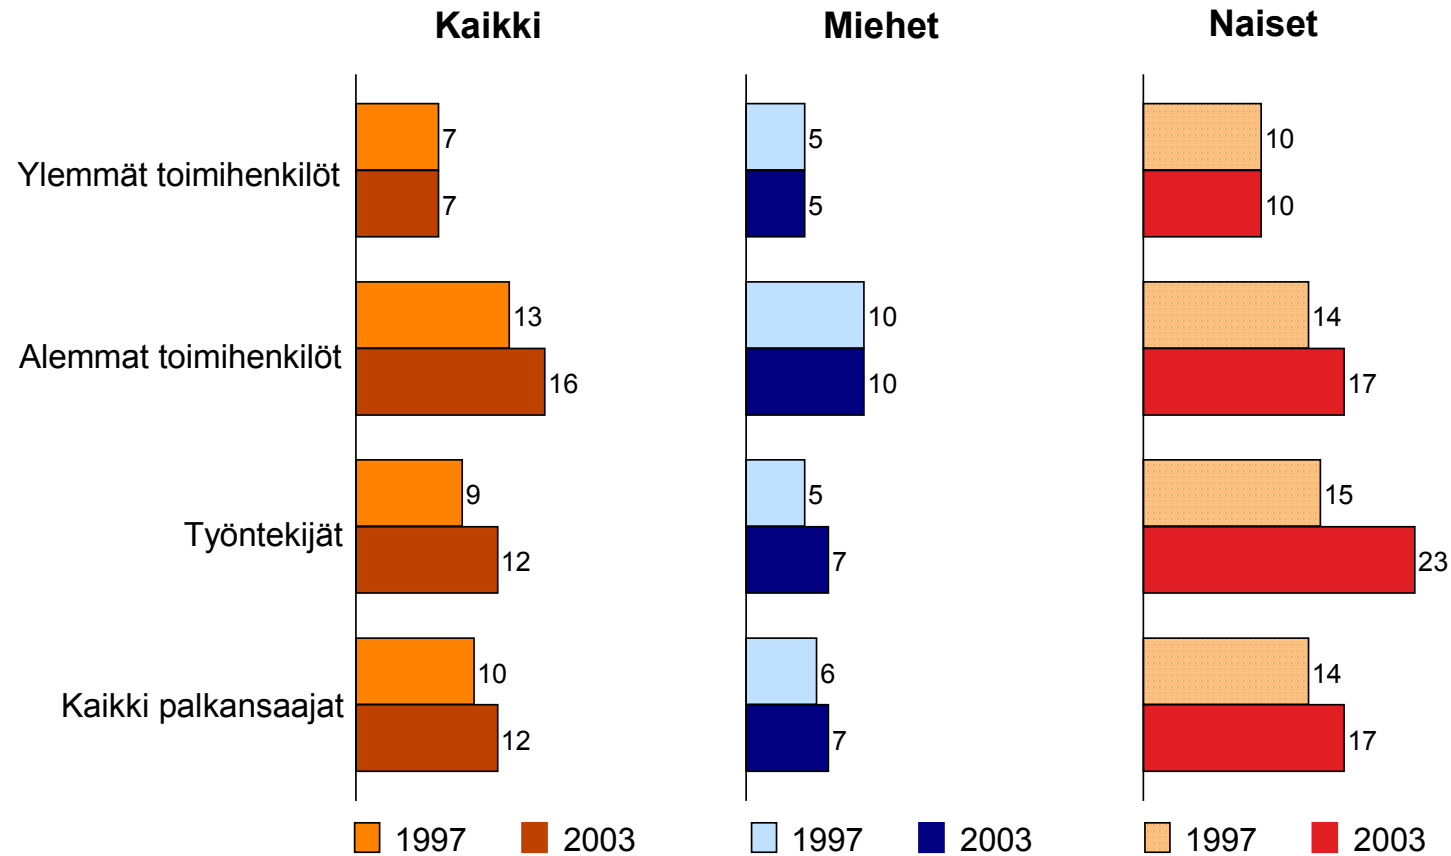 Kaikki Miehet Naiset
7 5 10
Ylemmät toimihenkilöt
7 5 10
13 10 14
Alemmat toimihenkilöt
16 10 17
9 5 15
Työntekijät
12 7 23
10 6 14
Kaikki palkansaajat
12 7 17
1997 2003 1997 2003 1997 2003